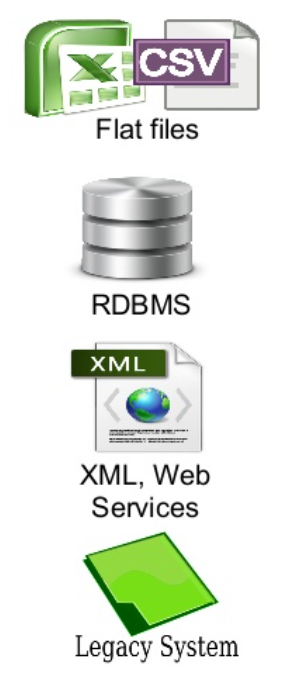 CSV
Flat files
RDBMS
XML
XML, Web
Services
Legacy System